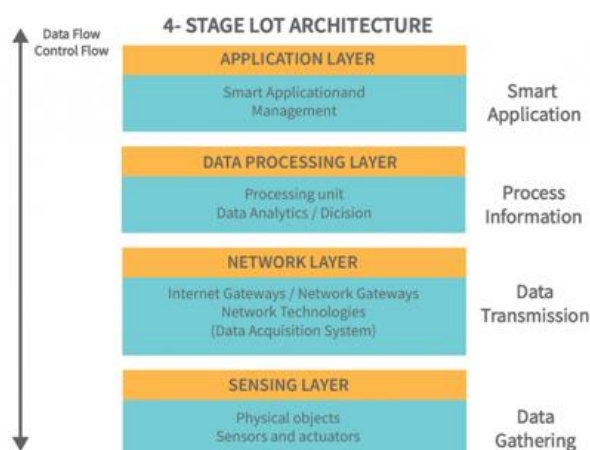 4- STAGE LOT ARCHITECTURE
Data Flow
Control Flow
APPLICATION LAYER
Smart Applicationand
Management
Smart
Application
DATA PROCESSING LAYER
Processing unit
Data Analytics / Dicision
Process
Information
NETWORK LAYER
Internet Gateways / Network Gateways
Network Technologies
(Data Acquisition System)
Data
Transmission
SENSING LAYER
Physical objects
Sensors and actuators
Data
Gathering